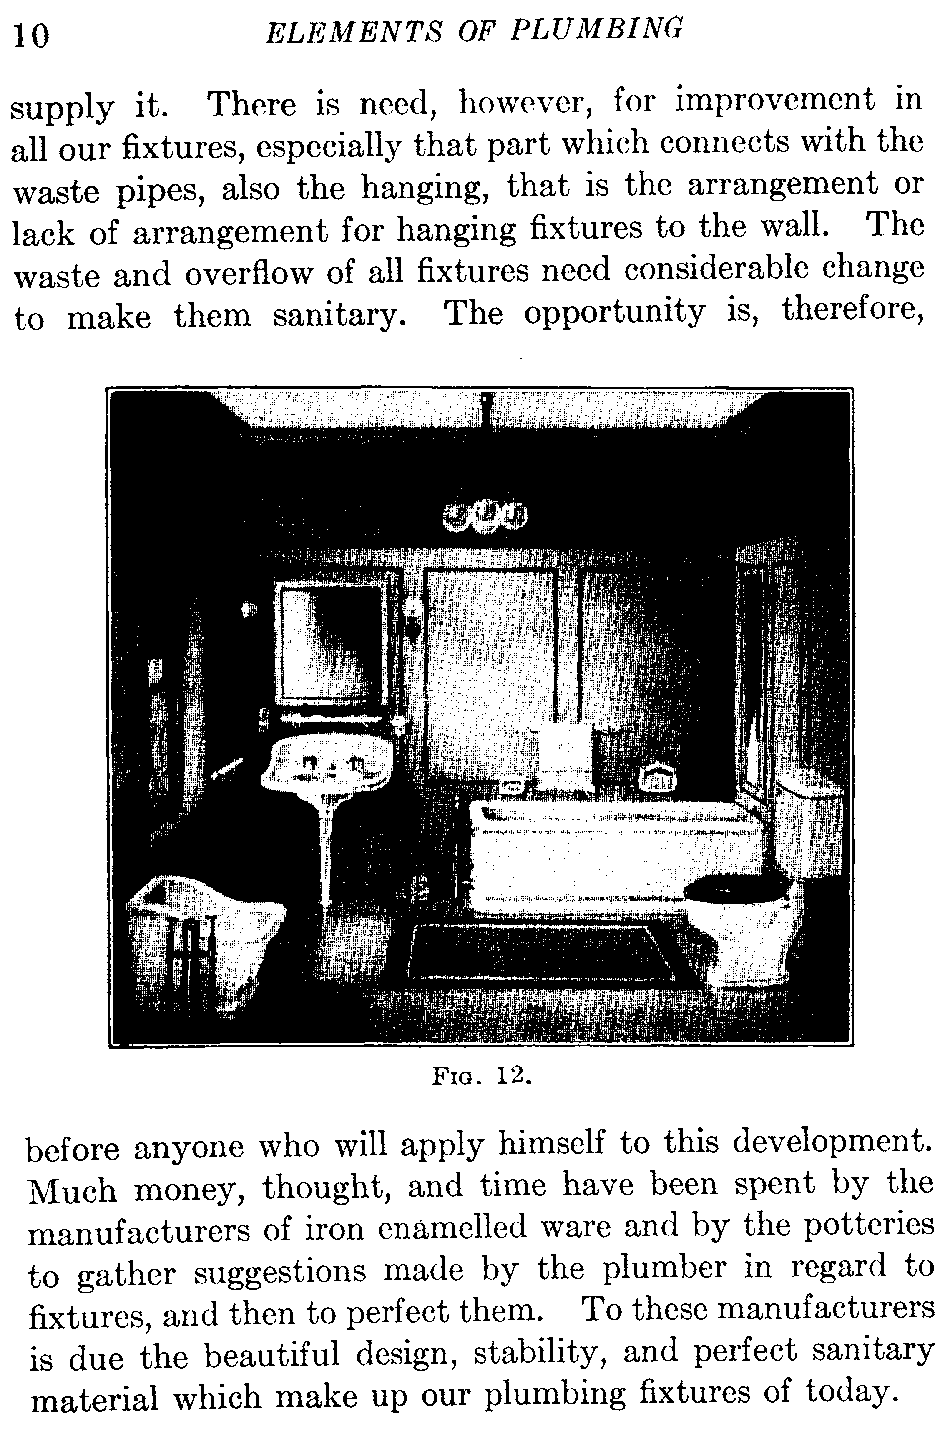 10 ELEMENTS OF PLUMBING
supply it. There is need, however, for improvement in
all our fixtures, especially that part which connects with the
waste pipes, also the hanging, that is the arrangement or
lack of arrangement for hanging fixtures to the wall. The
waste and overflow of all fixtures need considerable change
to make them sanitary. The opportunity is, therefore,
FIG. 12.
before anyone who will apply himself to this development.
Much money, thought, and time have been spent by the
manufacturers of iron enamelled ware and by the potteries
to gather suggestions made by the plumber in regard to
fixtures, and then to perfect them. To these manufacturers
is due the beautiful design, stability, and perfect sanitary
material which make up our plumbing fixtures of today.